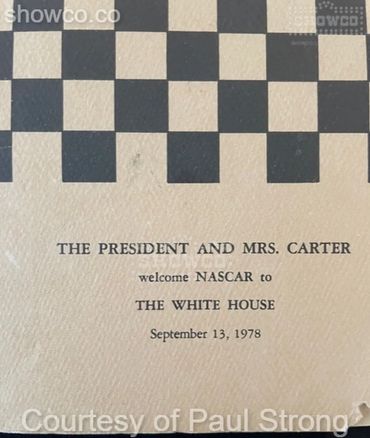 showco.co
SHOWCO.
THE PRESIDENT AND MRS. CARTER
welcome NASCAR to
THE WHITE HOUSE
September 13, 1978
Courtesy of Paul Strong